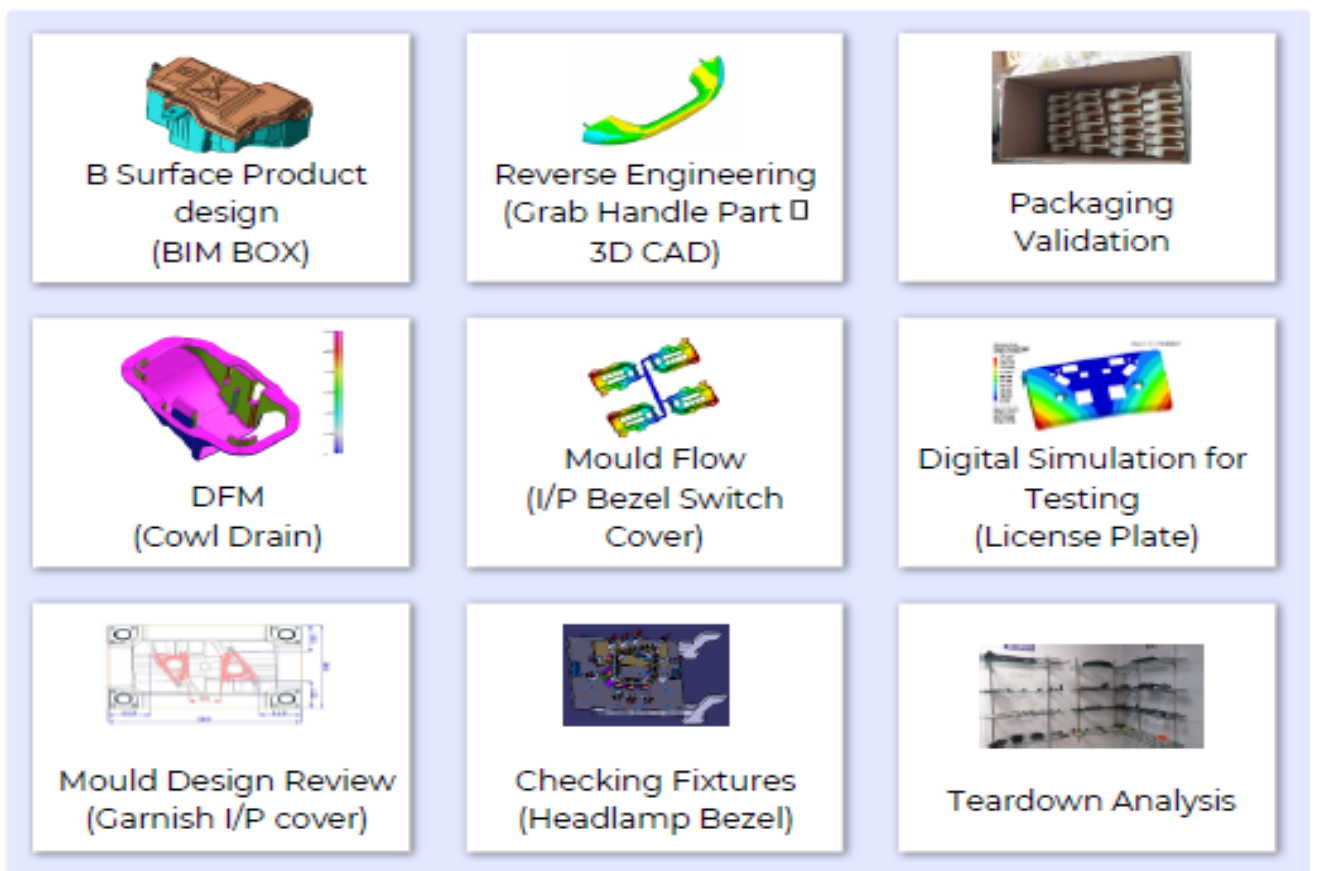 B Surface Product
design
(BIM BOX)
Reverse Engineering
(Grab Handle Part 
3D CAD)
Packaging
Validation
DFM
(Cowl Drain)
Mould Flow
(I/P Bezel Switch
Cover)
Digital Simulation for
Testing
(License Plate)
Mould Design Review
(Garnish I/P cover)
Checking Fixtures
(Headlamp Bezel)
Teardown Analysis